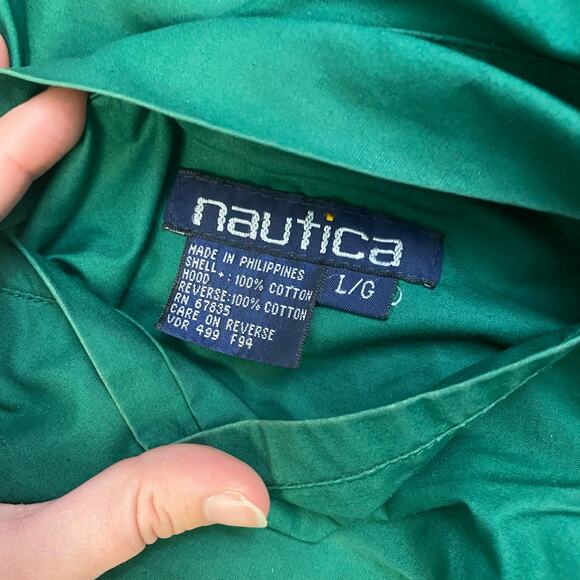 nautica
MADE IN PHILIPPINES
SHELL +: 100% COTTON
HOOD
REVERSE:100% COTTON
RN 67835
CARE ON REVERSE
VDR 499 F94
L/G